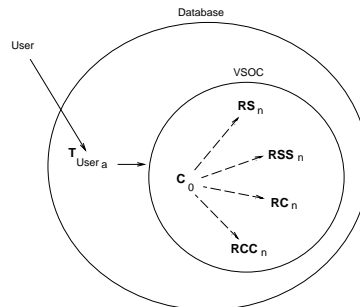 Database
User
VSOC
RS n
T User a
RSS n
C 0
RC n
RCC n